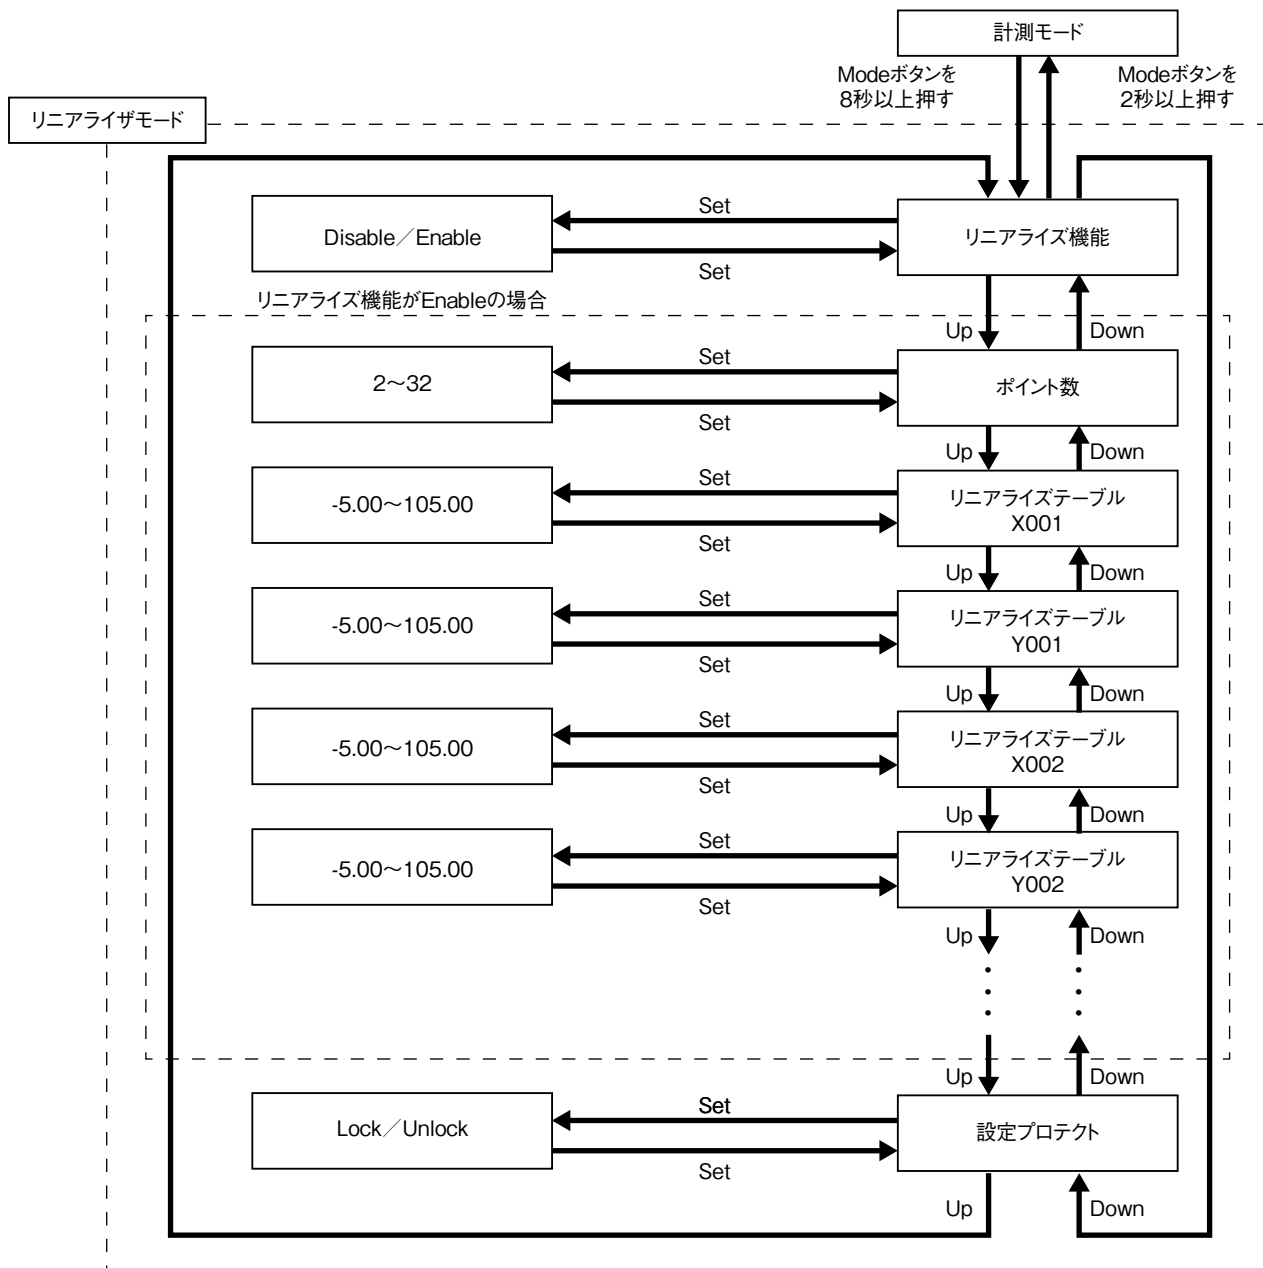 計測モード
Modeボタンを
8秒以上押す
Modeボタンを
2秒以上押す
リニアライザモード
Set
Disable／Enable
リニアライズ機能
Set
リニアライズ機能がEnableの場合
Up
Down
Set
2～32
ポイント数
Set
Up
Down
Set
-5.00～105.00
リニアライズテーブル
X001
Set
Up
Down
Set
-5.00～105.00
リニアライズテーブル
Y001
Set
Up
Down
Set
-5.00～105.00
リニアライズテーブル
X002
Set
Up
Down
Set
-5.00～105.00
リニアライズテーブル
Y002
Set
Up
Down
Up
Down
Set
Lock／Unlock
設定プロテクト
Set
Up
Down